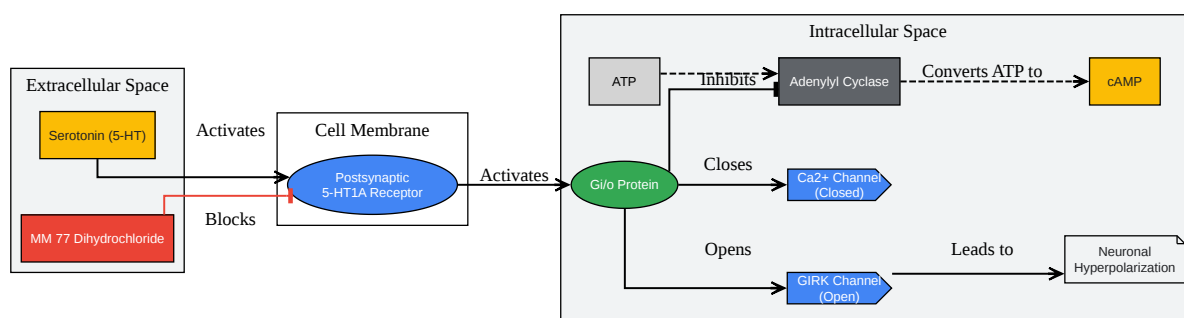 Extracellular Space
Serotonin (5-HT)
MM 77 Dihydrochloride
Activates
Blocks
Cell Membrane
Postsynaptic
5-HT1A Receptor
Activates
Intracellular Space
ATP
Inhibits
Adenylyl Cyclase
Converts ATP to
cAMP
Gi/o Protein
Closes
Ca2+ Channel
(Closed)
Opens
GIRK Channel
(Open)
Leads to
Neuronal
Hyperpolarization